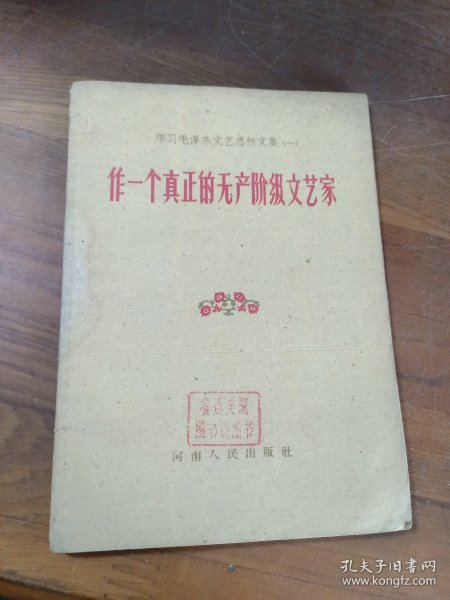 学习毛泽东文艺思想文集(一)
作一个真正的无产阶级文艺家
河南人民出版社
孔夫子旧书网
www.kongfz.com